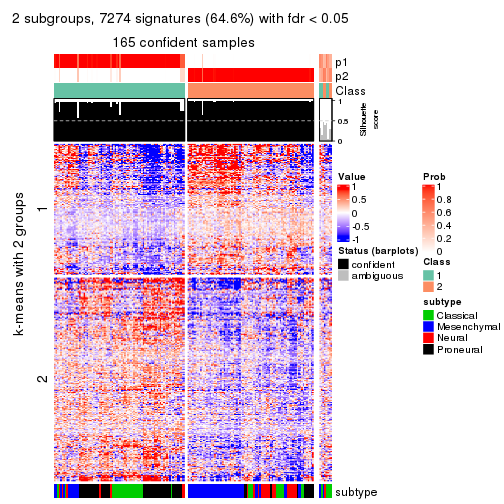 2 subgroups, 7274 signatures (64.6%) with fdr < 0.05
165 confident samples
p1
p2
Class
1
0.5
0
Silhouette
score
k-means with 2 groups
1
2
Value
1
0.5
0
-0.5
-1
Status (barplots)
confident
ambiguous
Prob
1
0.8
0.6
0.4
0.2
0
Class
1
2
subtype
Classical
Mesenchymal
Neural
Proneural
subtype